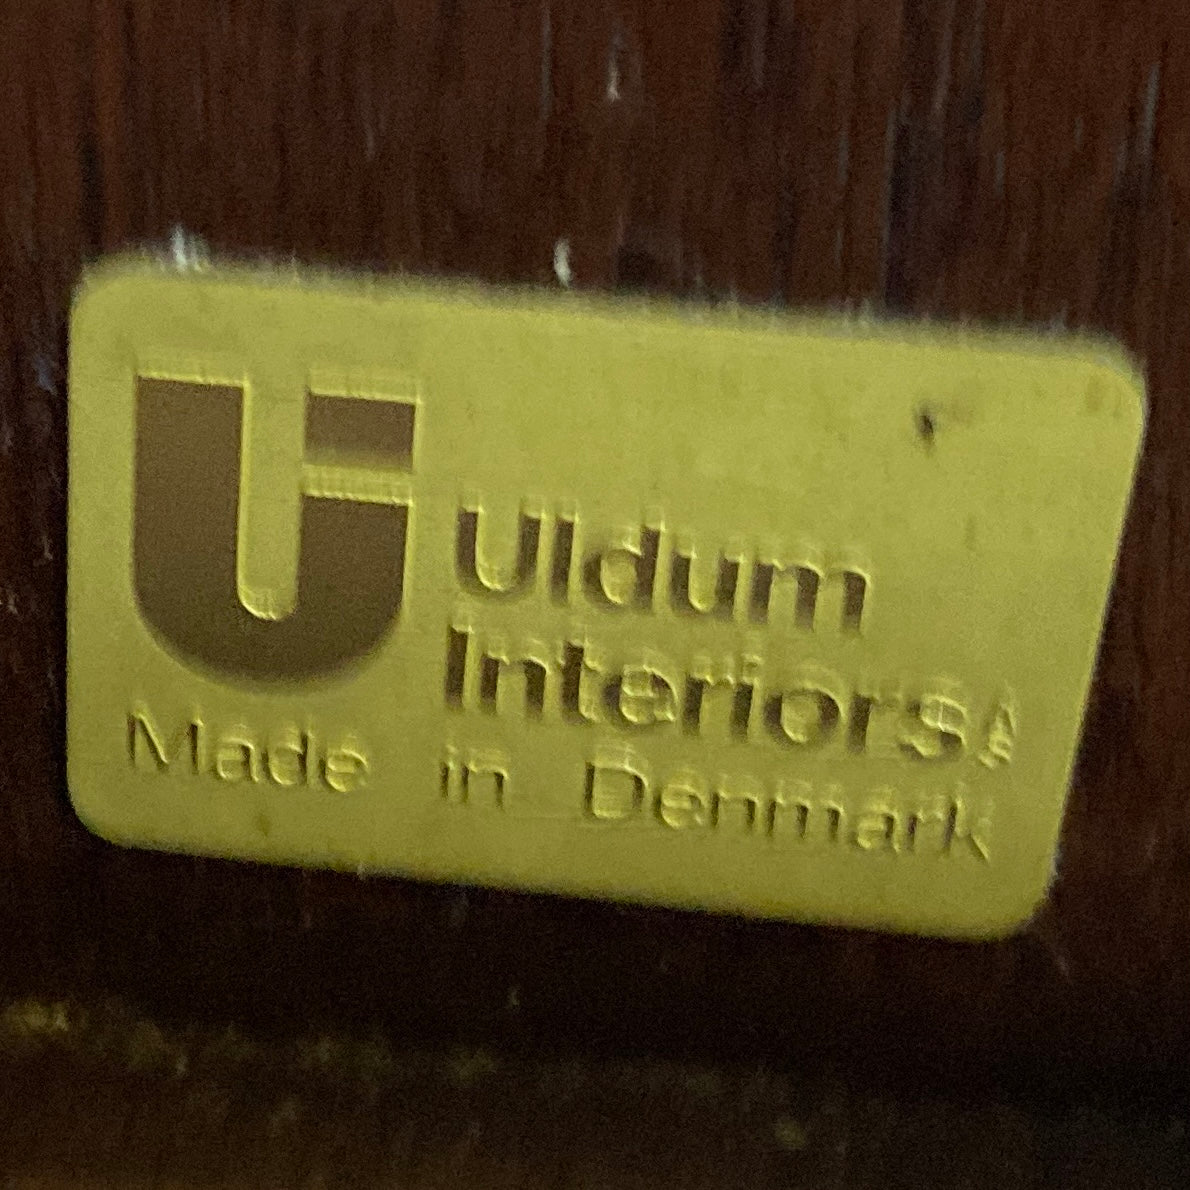 Uldum
Interiors A/S
Made in Denmark